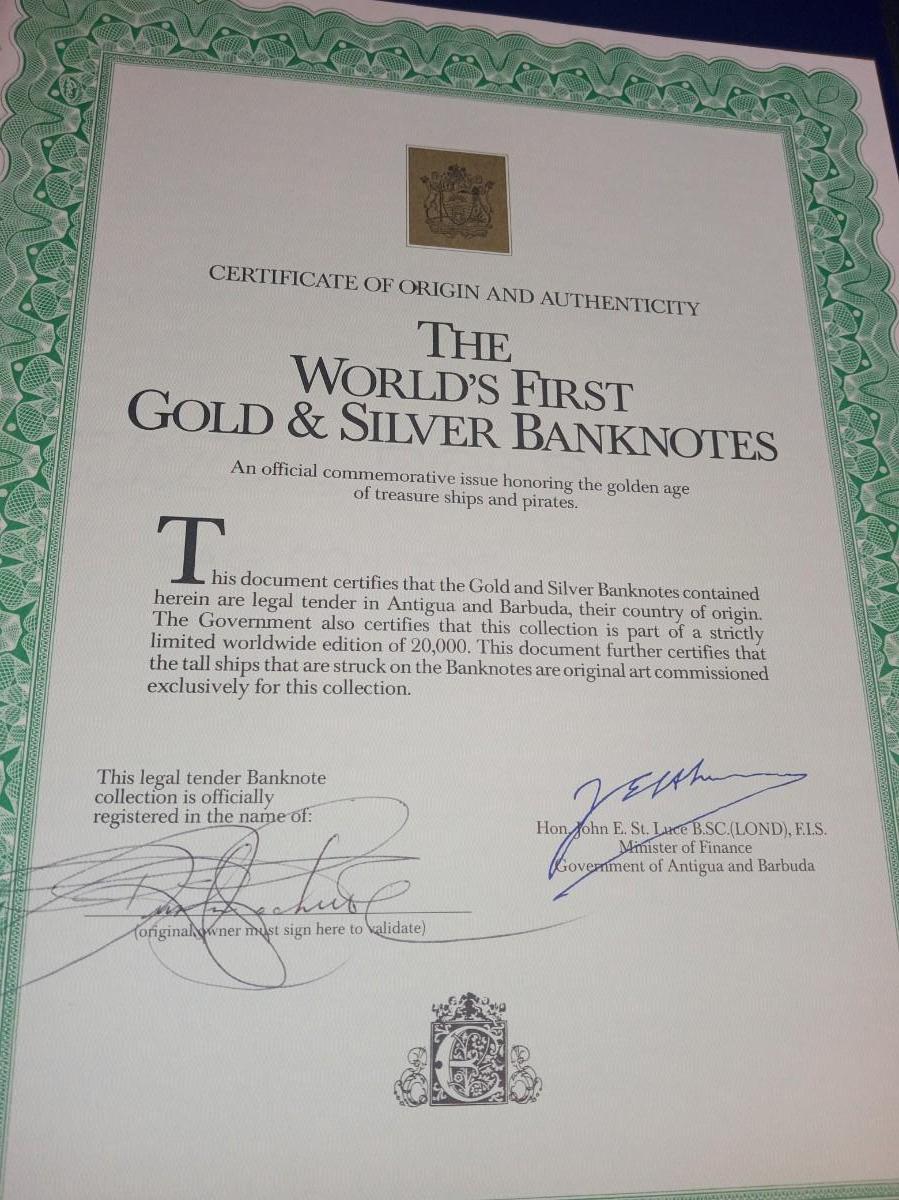 CERTIFICATE OF ORIGIN AND AUTHENTICITY
THE
WORLD'S FIRST
GOLD & SILVER BANKNOTES
An official commemorative issue honoring the golden age
of treasure ships and pirates.
This document certifies that the Gold and Silver Banknotes contained
herein are legal tender in Antigua and Barbuda, their country of origin.
The Government also certifies that this collection is part of a strictly
limited worldwide edition of 20,000. This document further certifies that
the tall ships that are struck on the Banknotes are original art commissioned
exclusively for this collection.
This legal tender Banknote
collection is officially
registered in the name of:
(original owner must sign here to validate)
Hon. John E. St. Luce B.SC.(LOND), F.I.S.
Minister of Finance
Government of Antigua and Barbuda